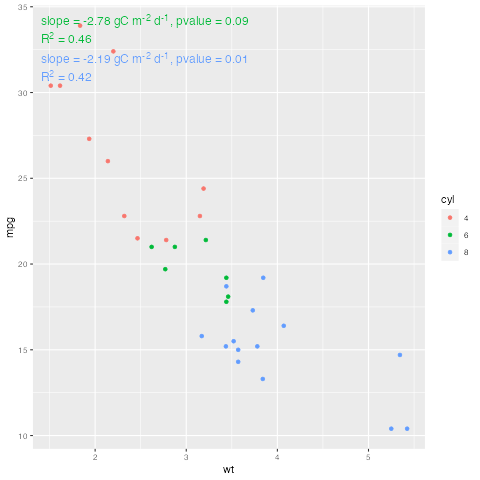 35
slope = -2.78 gC m⁻² d⁻¹, pvalue = 0.09
R² = 0.46
slope = -2.19 gC m⁻² d⁻¹, pvalue = 0.01
R² = 0.42
30
25
20
15
10
mpg
2
3
4
5
wt
cyl
4
6
8